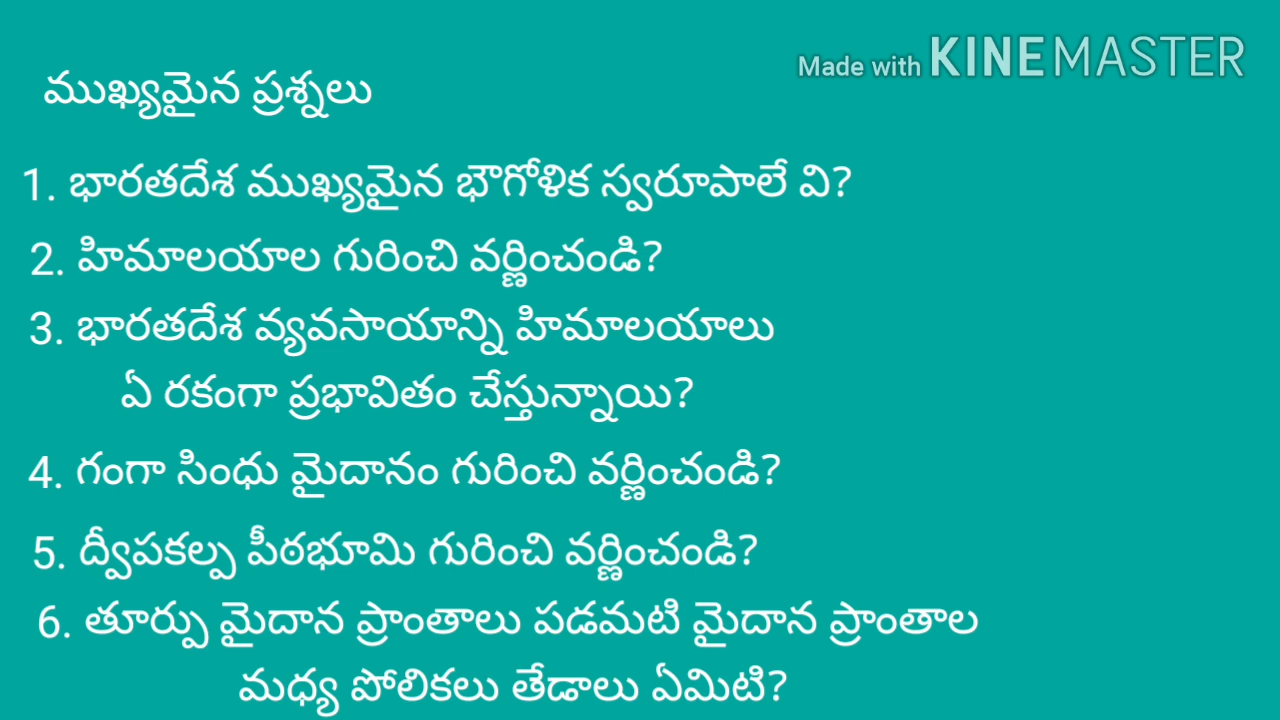 Made with KINEMASTER
ముఖ్యమైన ప్రశ్నలు
1. భారతదేశ ముఖ్యమైన భౌగోళిక స్వరూపాలే వి?
2. హిమాలయాల గురించి వర్ణించండి?
3. భారతదేశ వ్యవసాయాన్ని హిమాలయాలు
ఏ రకంగా ప్రభావితం చేస్తున్నాయి?
4. గంగా సింధు మైదానం గురించి వర్ణించండి?
5. ద్వీపకల్ప పీఠభూమి గురించి వర్ణించండి?
6. తూర్పు మైదాన ప్రాంతాలు పడమటి మైదాన ప్రాంతాల
మధ్య పోలికలు తేడాలు ఏమిటి?